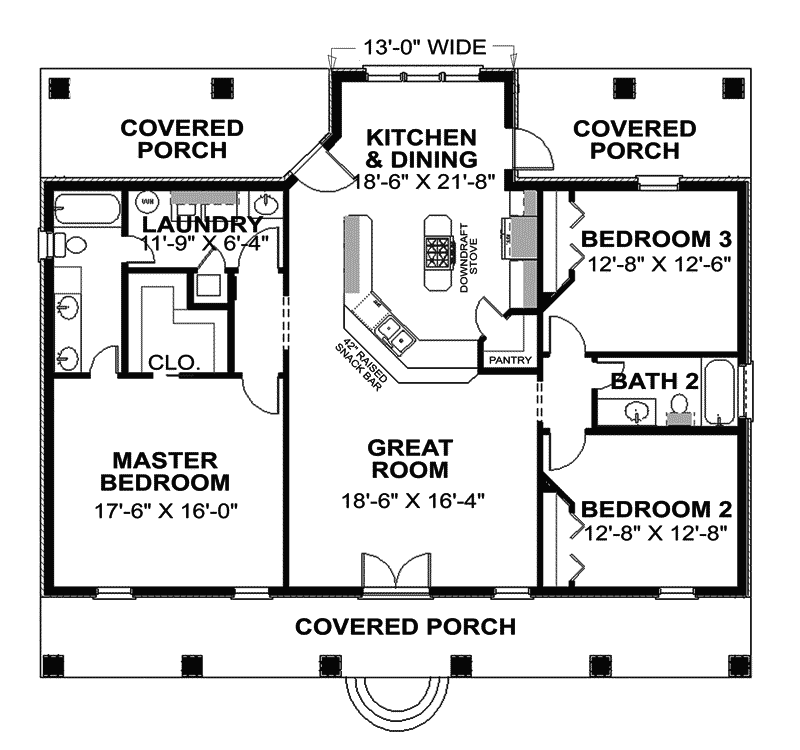 13'-0" WIDE
COVERED
PORCH
KITCHEN
& DINING
18'-6" X 21'-8"
COVERED
PORCH
WH
LAUNDRY
11'-9" X 6'-4"
DOWNDRAFT
STOVE
BEDROOM 3
12'-8" X 12'-6"
CLO.
42" RAISED
SNACK BAR
PANTRY
BATH 2
MASTER
BEDROOM
17'-6" X 16'-0"
GREAT
ROOM
18'-6" X 16'-4"
BEDROOM 2
12'-8" X 12'-8"
COVERED PORCH